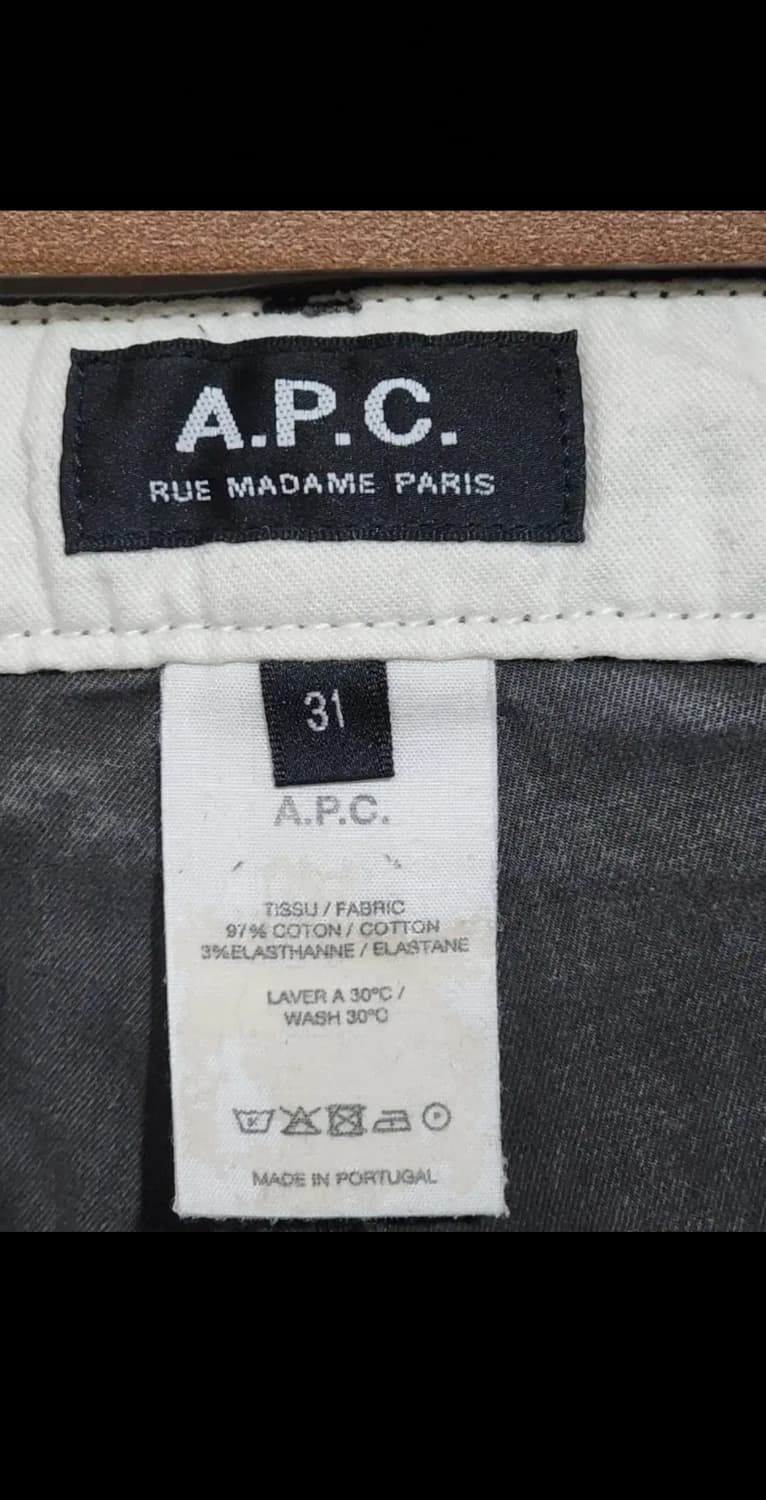 A.P.C.
RUE MADAME PARIS
31
A.P.C.
TISSU / FABRIC
97% COTON / COTTON
3%ELASTHANNE / ELASTANE
LAVER A 30°C /
WASH 30°C
P
MADE IN PORTUGAL